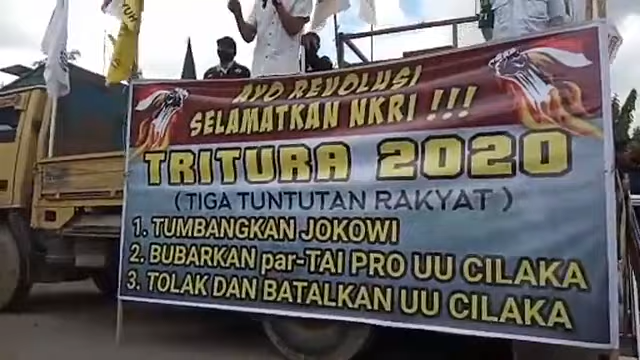 AYO REVOLUSI
SELAMATKAN NKRI !!!
TRITURA 2020
(TIGA TUNTUTAN RAKYAT)
1. TUMBANGKAN JOKOWI
2. BUBARKAN par-TAI PRO UU CILAKA
3. TOLAK DAN BATALKAN UU CILAKA